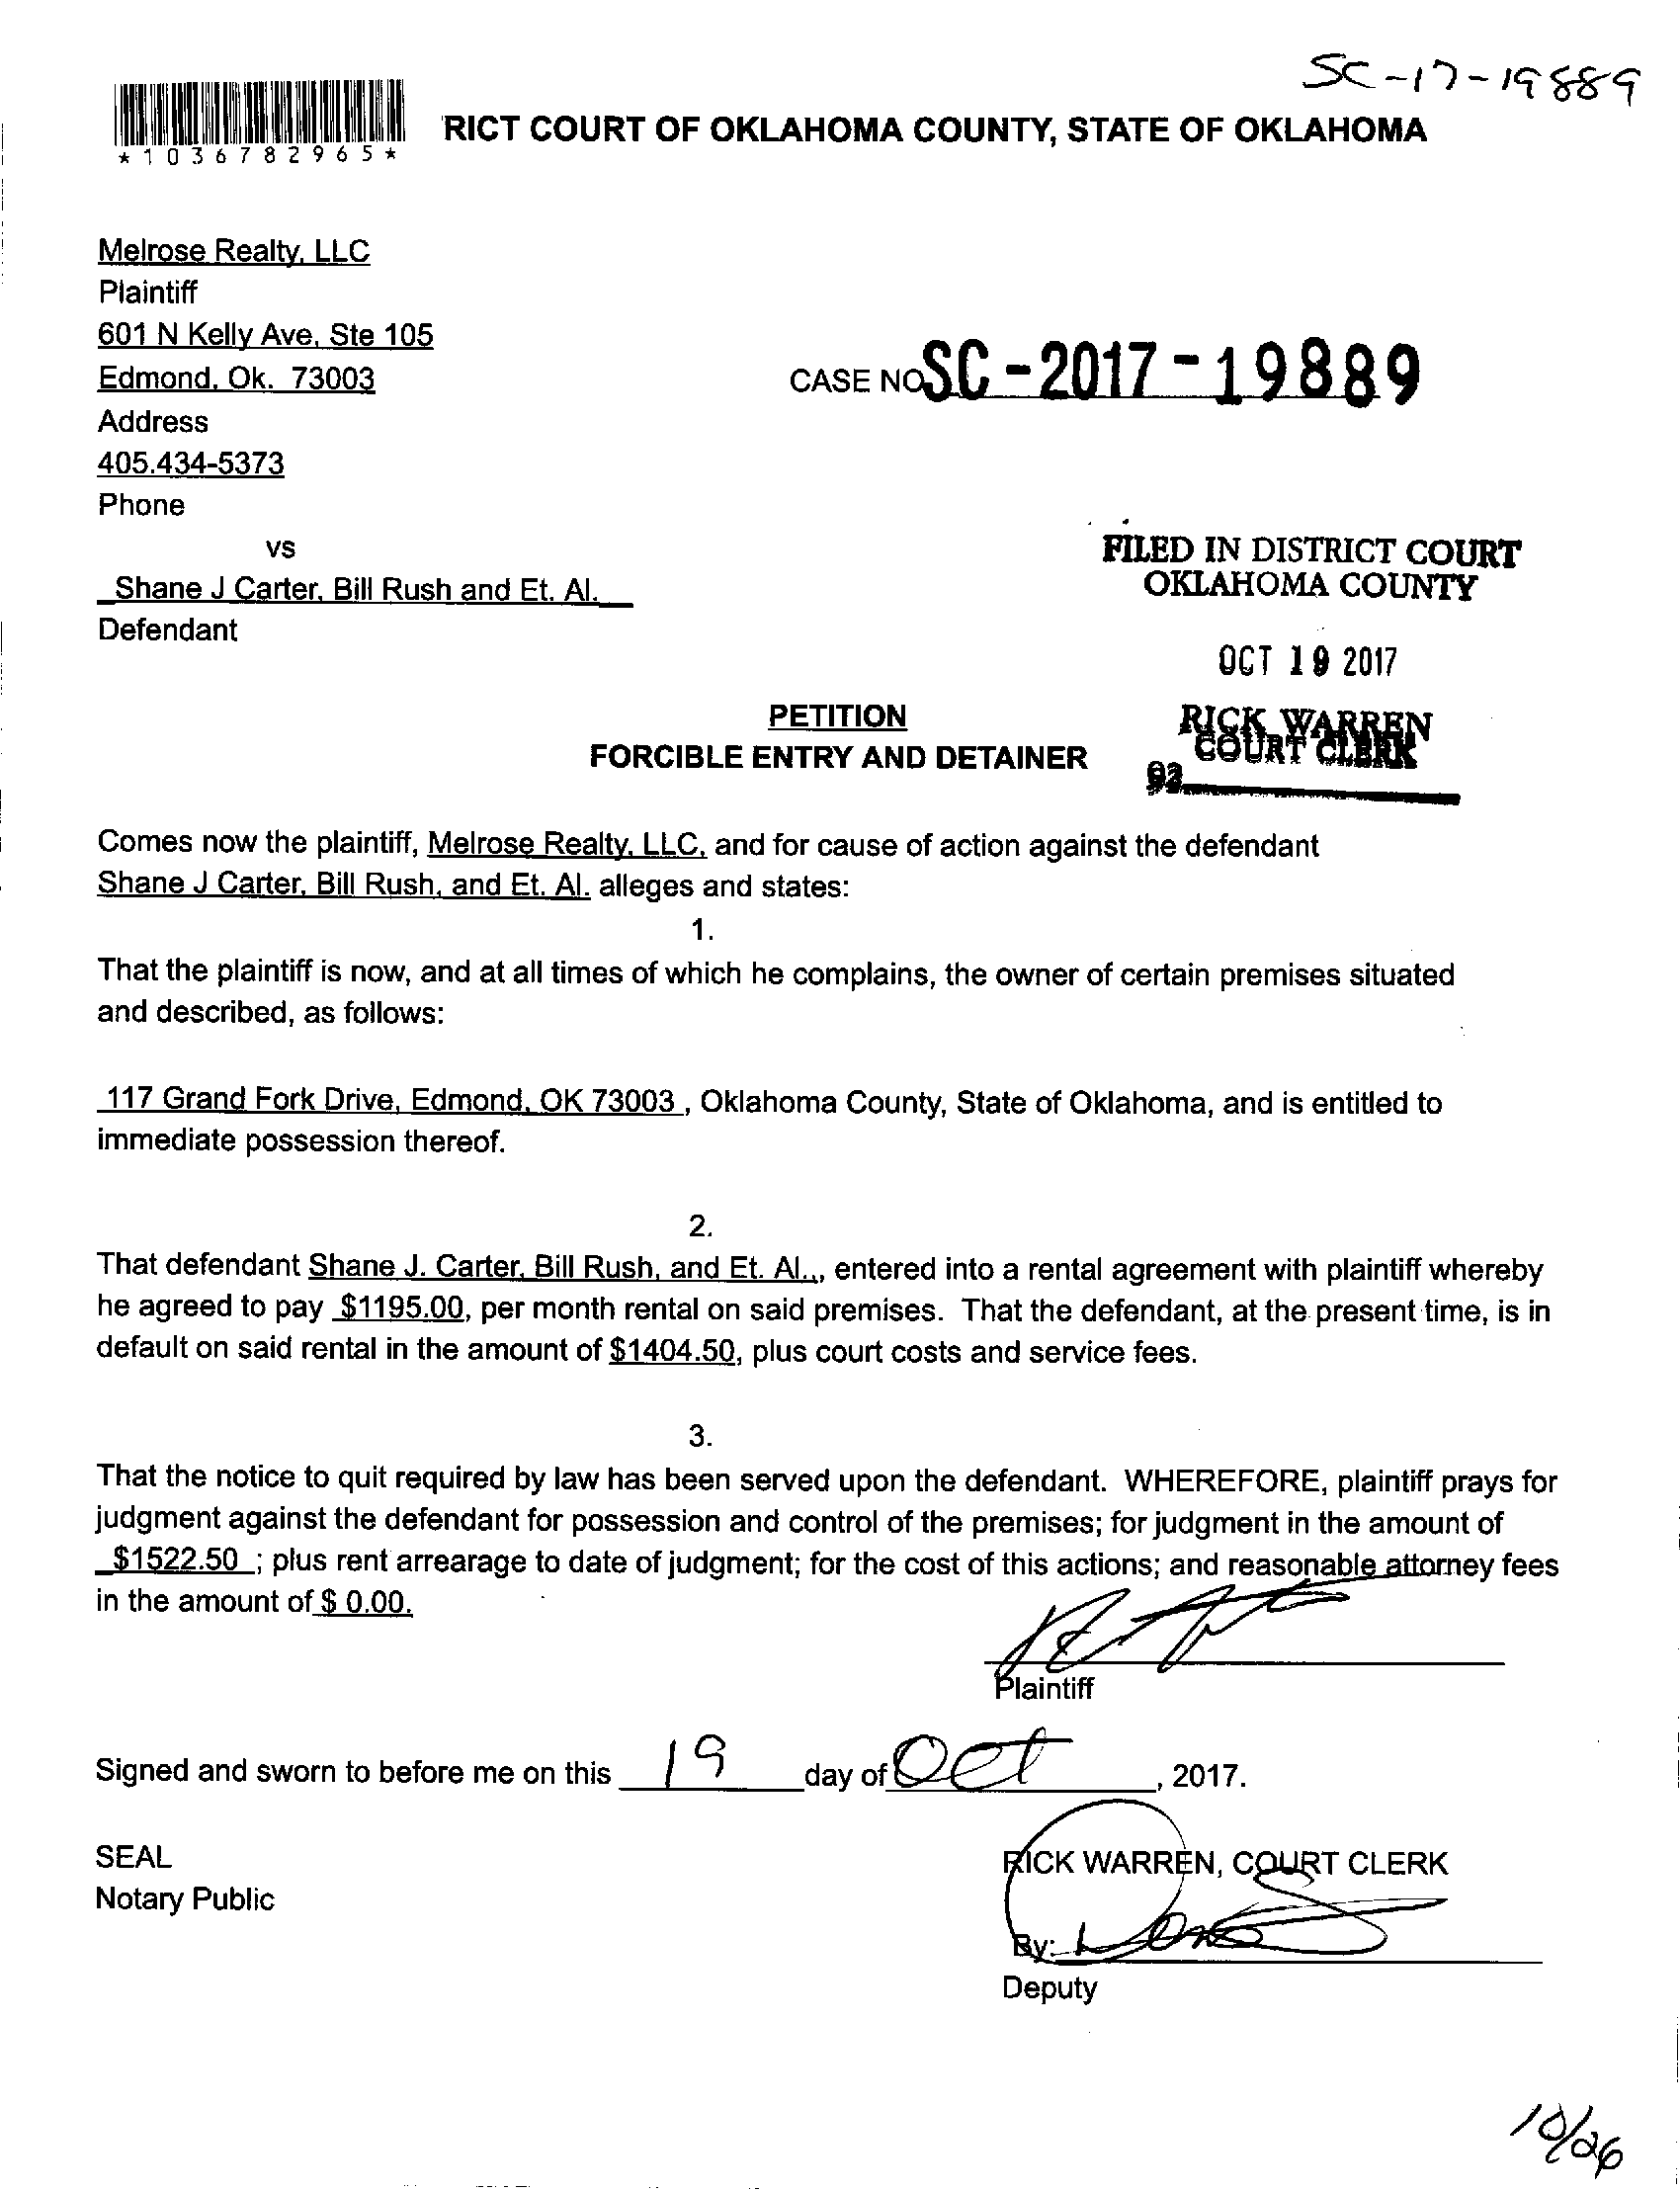 SC-17-19889
*1036782965*
RICT COURT OF OKLAHOMA COUNTY, STATE OF OKLAHOMA
Melrose Realty, LLC
Plaintiff
601 N Kelly Ave, Ste 105
Edmond, Ok. 73003
Address
405.434-5373
Phone
CASE NO SC-2017-19889
vs
Shane J Carter, Bill Rush and Et. Al.
Defendant
FILED IN DISTRICT COURT
OKLAHOMA COUNTY
OCT 19 2017
RICK WARREN
COURT CLERK
PETITION
FORCIBLE ENTRY AND DETAINER
Comes now the plaintiff, Melrose Realty, LLC, and for cause of action against the defendant
Shane J Carter, Bill Rush, and Et. Al. alleges and states:
1.
That the plaintiff is now, and at all times of which he complains, the owner of certain premises situated
and described, as follows:
117 Grand Fork Drive, Edmond, OK 73003 , Oklahoma County, State of Oklahoma, and is entitled to
immediate possession thereof.
2.
That defendant Shane J. Carter, Bill Rush, and Et. Al.,, entered into a rental agreement with plaintiff whereby
he agreed to pay $1195.00, per month rental on said premises. That the defendant, at the present time, is in
default on said rental in the amount of $1404.50, plus court costs and service fees.
3.
That the notice to quit required by law has been served upon the defendant. WHEREFORE, plaintiff prays for
judgment against the defendant for possession and control of the premises; for judgment in the amount of
$1522.50 ; plus rent arrearage to date of judgment; for the cost of this actions; and reasonable attorney fees
in the amount of $ 0.00.
Plaintiff
Signed and sworn to before me on this 19 day of Oct, 2017.
SEAL
Notary Public
RICK WARREN, COURT CLERK
By:
Deputy
10/26